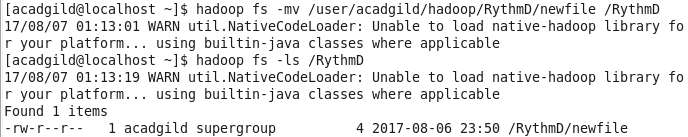 [acadgild@localhost ~]$ hadoop fs -mv /user/acadgild/hadoop/RythmD/newfile /RythmD
17/08/07 01:13:01 WARN util.NativeCodeLoader: Unable to load native-hadoop library fo
r your platform... using builtin-java classes where applicable
[acadgild@localhost ~]$ hadoop fs -ls /RythmD
17/08/07 01:13:19 WARN util.NativeCodeLoader: Unable to load native-hadoop library fo
r your platform... using builtin-java classes where applicable
Found 1 items
-rw-r--r--   1 acadgild supergroup          4 2017-08-06 23:50 /RythmD/newfile